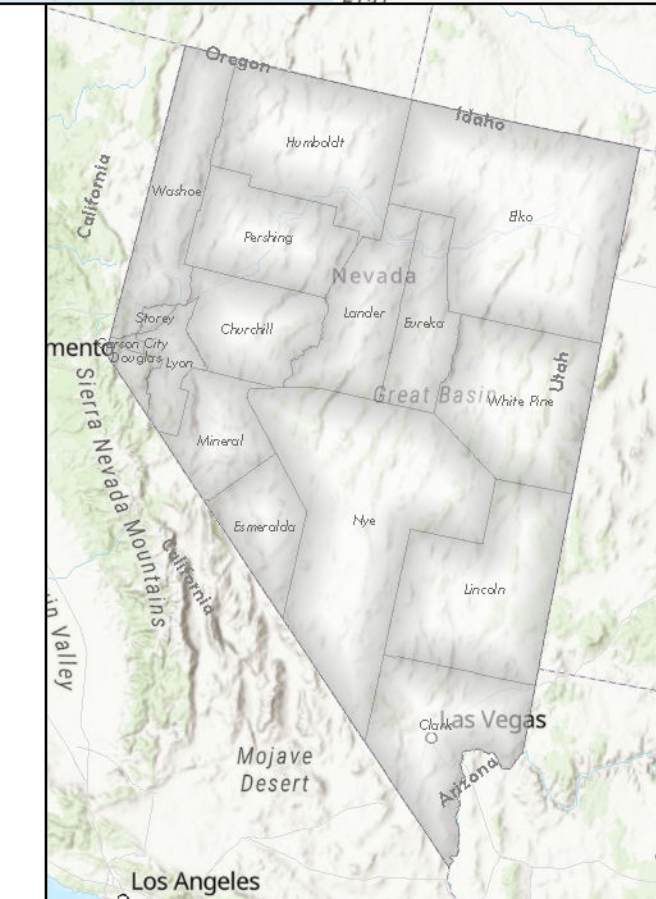 Oregon
Idaho
Humboldt
California
Washoe
Elko
Pershing
Nevada
Lander
Storey
Churchill
Eureka
Carson City
mento
Douglas
Lyon
Utah
Great Basin
White Pine
Sierra Nevada Mountains
Mineral
Nye
Esmeralda
California
Lincoln
in Valley
Clark
Las Vegas
Mojave
Desert
Arizona
Los Angeles